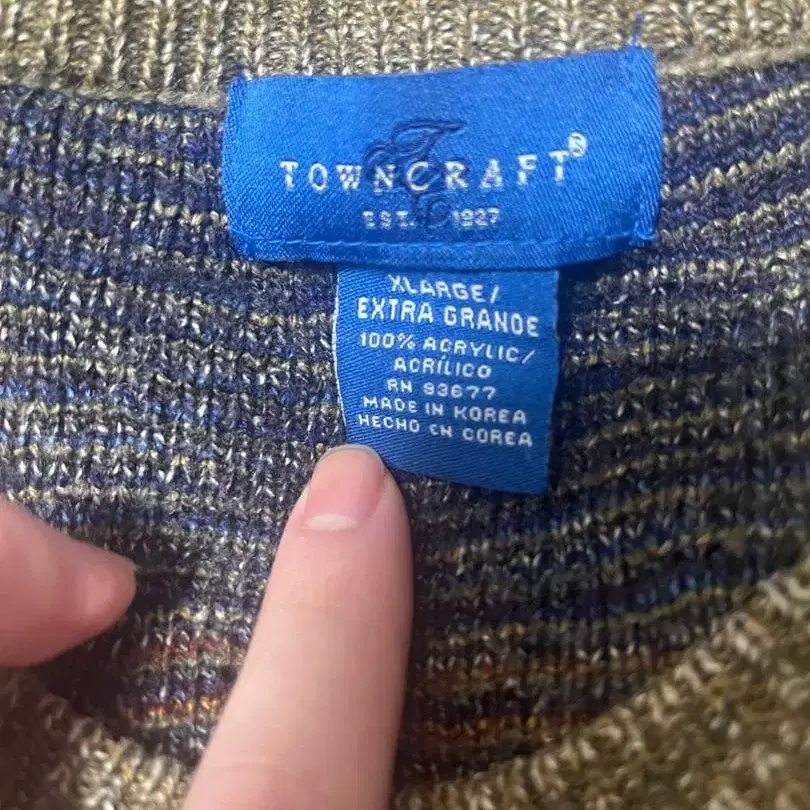 TOWNCRAFT®
EST. 1927
XLARGE/
EXTRA GRANDE
100% ACRYLIC/
ACRÍLICO
RN 93677
MADE IN KOREA
HECHO EN COREA